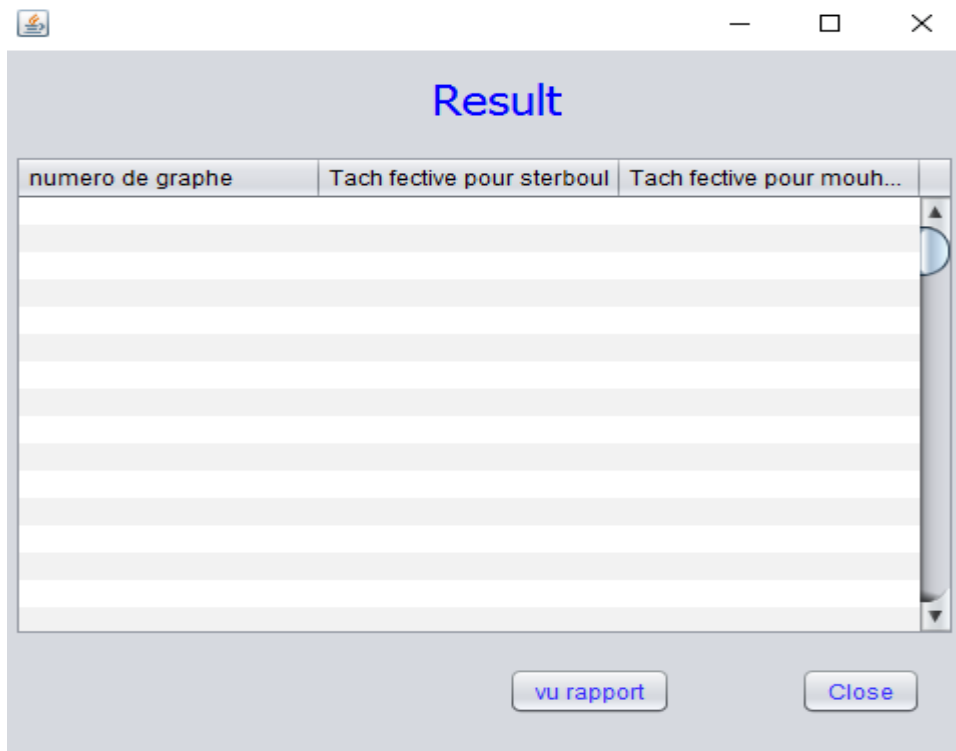 Result
numero de graphe Tach fective pour sterboul Tach fective pour mouh...
vu rapport Close